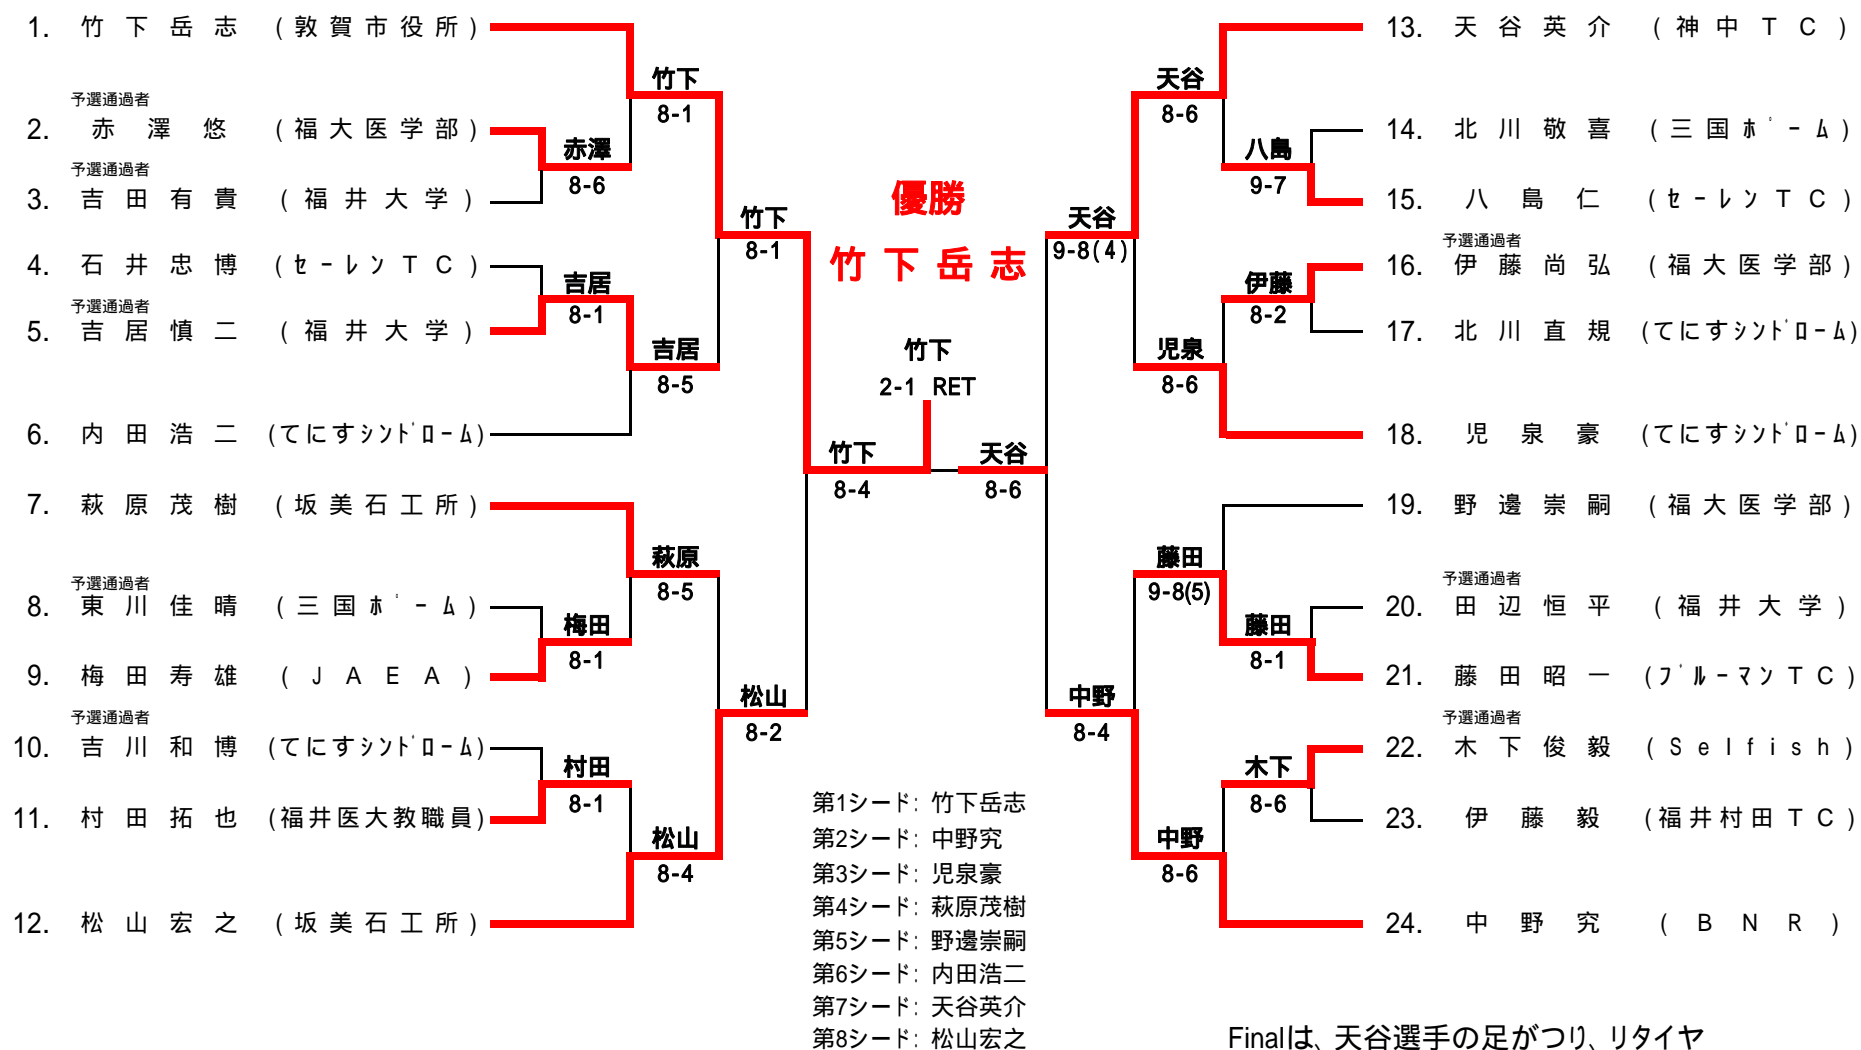 1. 竹下岳志 (敦賀市役所)
予選通過者
2. 赤澤悠 (福大医学部)
予選通過者
3. 吉田有貴 (福井大学)
4. 石井忠博 (セーレンTC)
予選通過者
5. 吉居慎二 (福井大学)
6. 内田浩二 (てにすシンドローム)
7. 萩原茂樹 (坂美石工所)
予選通過者
8. 東川佳晴 (三国ホーム)
9. 梅田寿雄 (JAEA)
予選通過者
10. 吉川和博 (てにすシンドローム)
11. 村田拓也 (福井医大教職員)
12. 松山宏之 (坂美石工所)
赤澤
8-6
吉居
8-1
梅田
8-1
村田
8-1
竹下
8-1
吉居
8-5
萩原
8-5
松山
8-4
竹下
8-1
松山
8-2
竹下
8-4
優勝
竹下岳志
竹下
2-1 RET
天谷
8-6
天谷
9-8(4)
中野
8-4
天谷
8-6
児泉
8-6
藤田
9-8(5)
中野
8-6
八島
9-7
伊藤
8-2
藤田
8-1
木下
8-6
13. 天谷英介 (神中TC)
14. 北川敬喜 (三国ホーム)
15. 八島仁 (セーレンTC)
予選通過者
16. 伊藤尚弘 (福大医学部)
17. 北川直規 (てにすシンドローム)
18. 児泉豪 (てにすシンドローム)
19. 野邊崇嗣 (福大医学部)
予選通過者
20. 田辺恒平 (福井大学)
21. 藤田昭一 (ブルーマンTC)
予選通過者
22. 木下俊毅 (Selfish)
23. 伊藤毅 (福井村田TC)
24. 中野究 (BNR)
第1シード: 竹下岳志
第2シード: 中野究
第3シード: 児泉豪
第4シード: 萩原茂樹
第5シード: 野邊崇嗣
第6シード: 内田浩二
第7シード: 天谷英介
第8シード: 松山宏之
Finalは、天谷選手の足がつり、リタイヤ